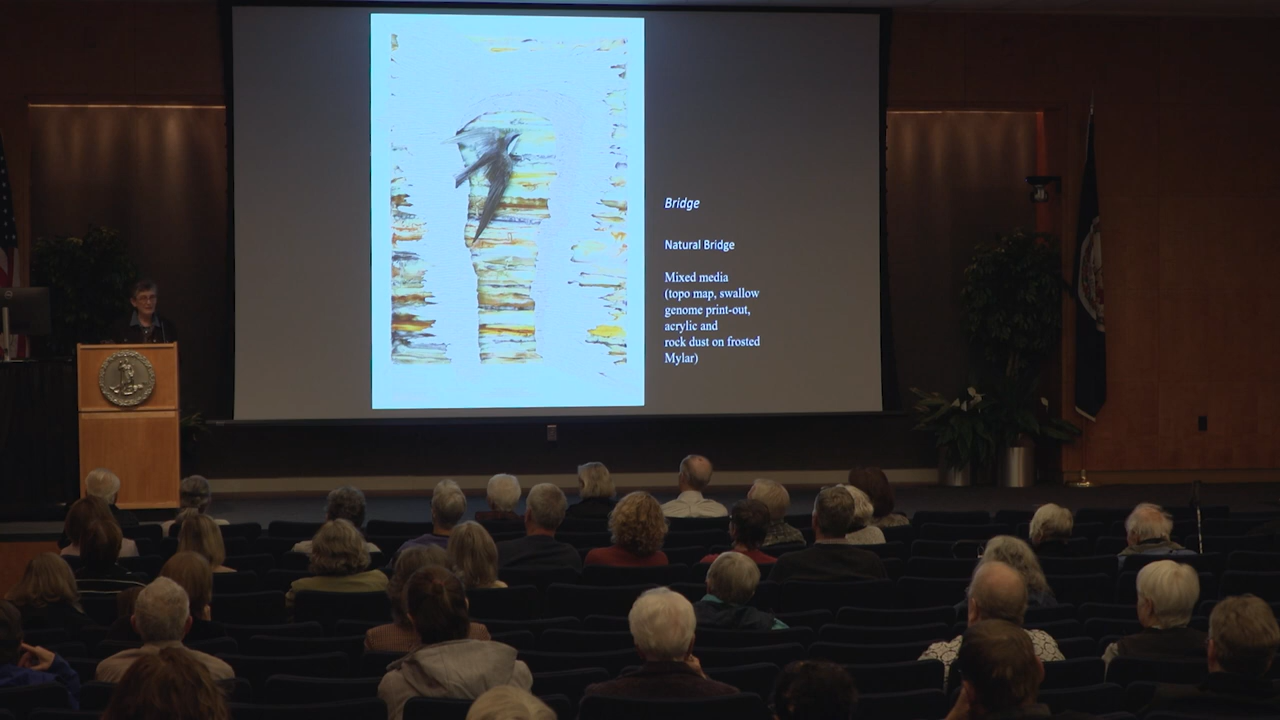 Bridge
Natural Bridge
Mixed media
(topo map, swallow
genome print-out,
acrylic and
rock dust on frosted
Mylar)